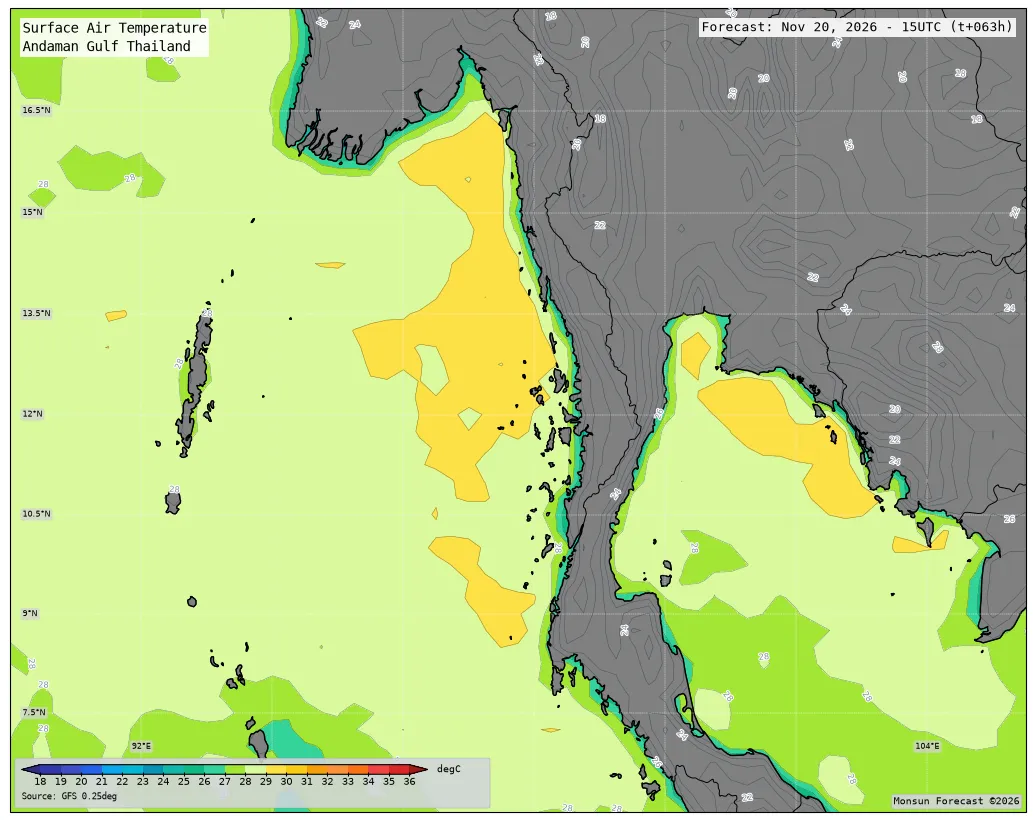 Surface Air Temperature
Andaman Gulf Thailand
Forecast: Nov 20, 2026 - 15UTC (t+063h)
16.5°N
15°N
13.5°N
12°N
10.5°N
9°N
7.5°N
92°E
104°E
18 19 20 21 22 23 24 25 26 27 28 29 30 31 32 33 34 35 36
degC
Source: GFS 0.25deg
Monsun Forecast ©2026